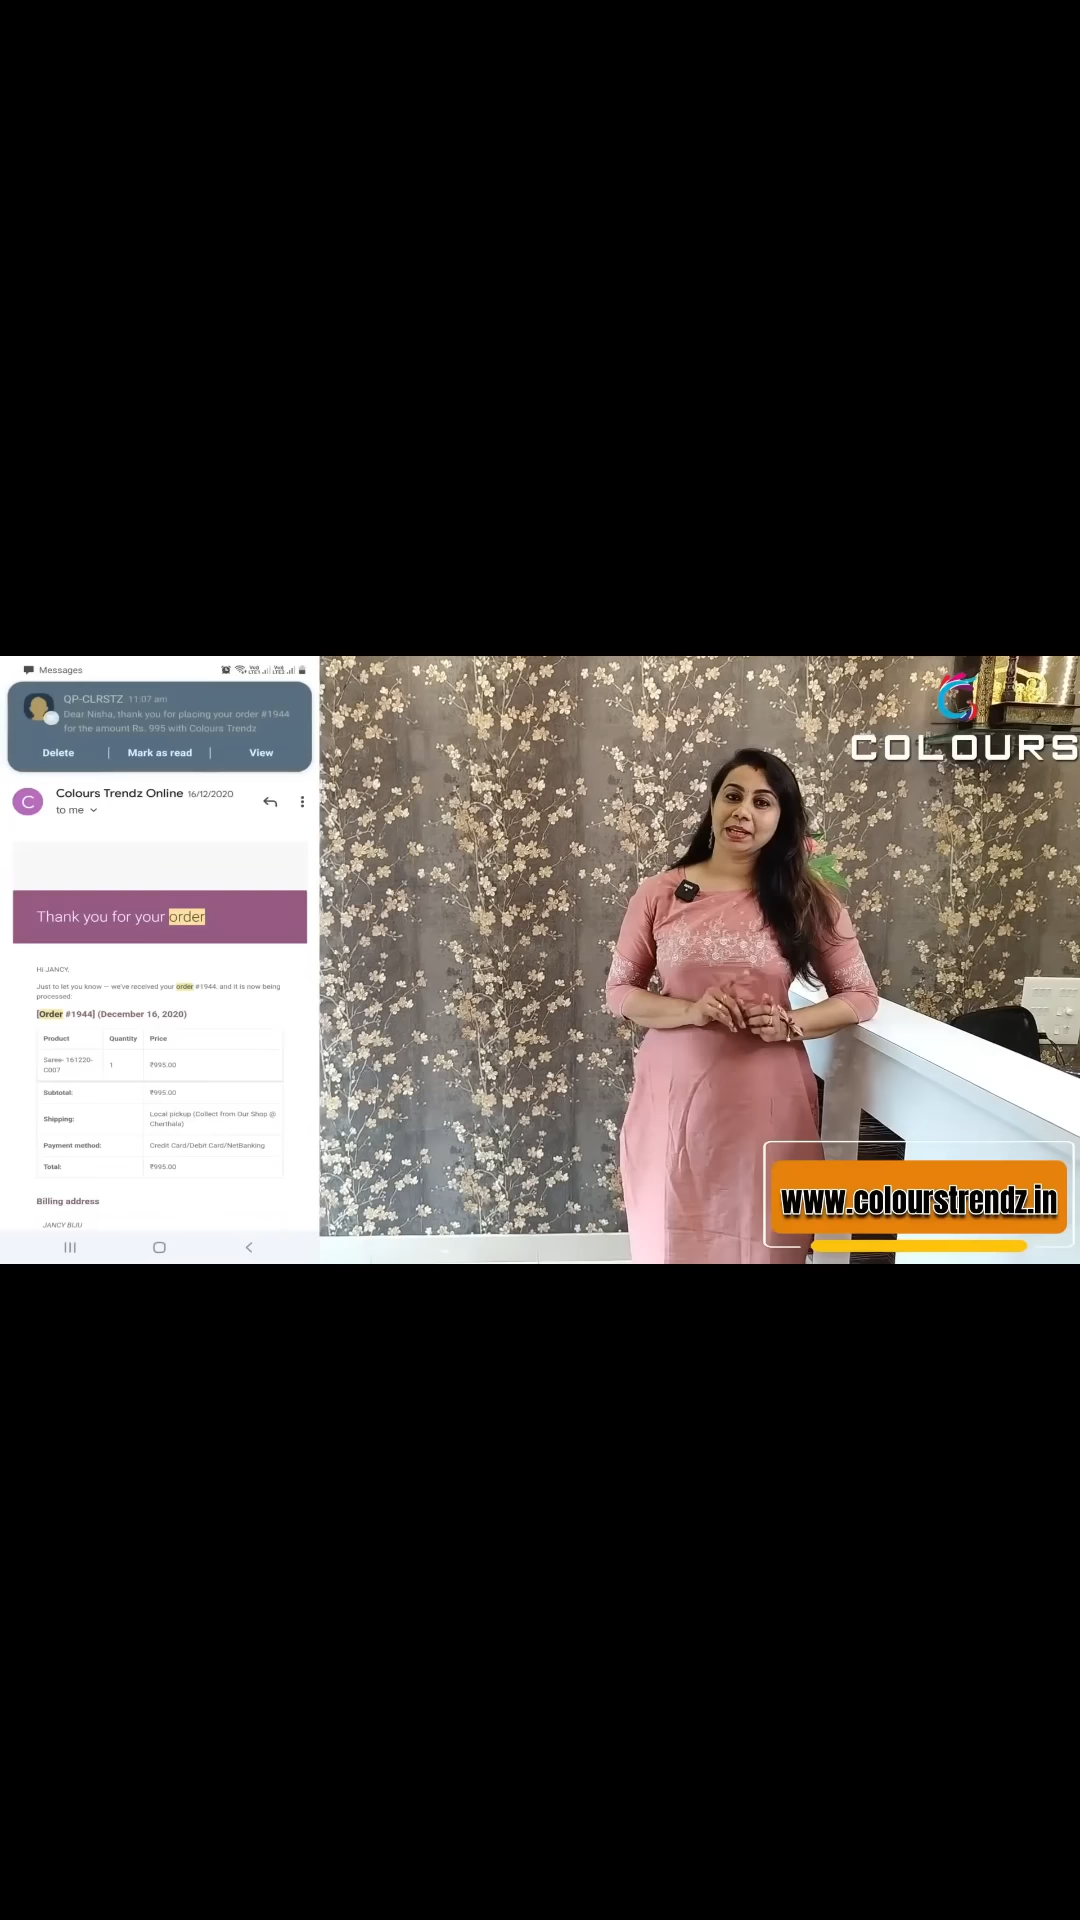 Messages
QP-CLRSTZ 11:07 am
Dear Nisha, thank you for placing your order #1944
for the amount Rs. 995 with Colours Trendz
Delete | Mark as read | View
C
Colours Trendz Online 16/12/2020
to me
Thank you for your order
Hi JANCY,
Just to let you know — we've received your order #1944, and it is now being
processed:
[Order #1944] (December 16, 2020)
Product Quantity Price
Saree- 161220-
C007
1 ₹995.00
Subtotal: ₹995.00
Shipping: Local pickup (Collect from Our Shop @
Cherthala)
Payment method: Credit Card/Debit Card/NetBanking
Total: ₹995.00
Billing address
JANCY BIJU
COLOURS
www.colourstrendz.in